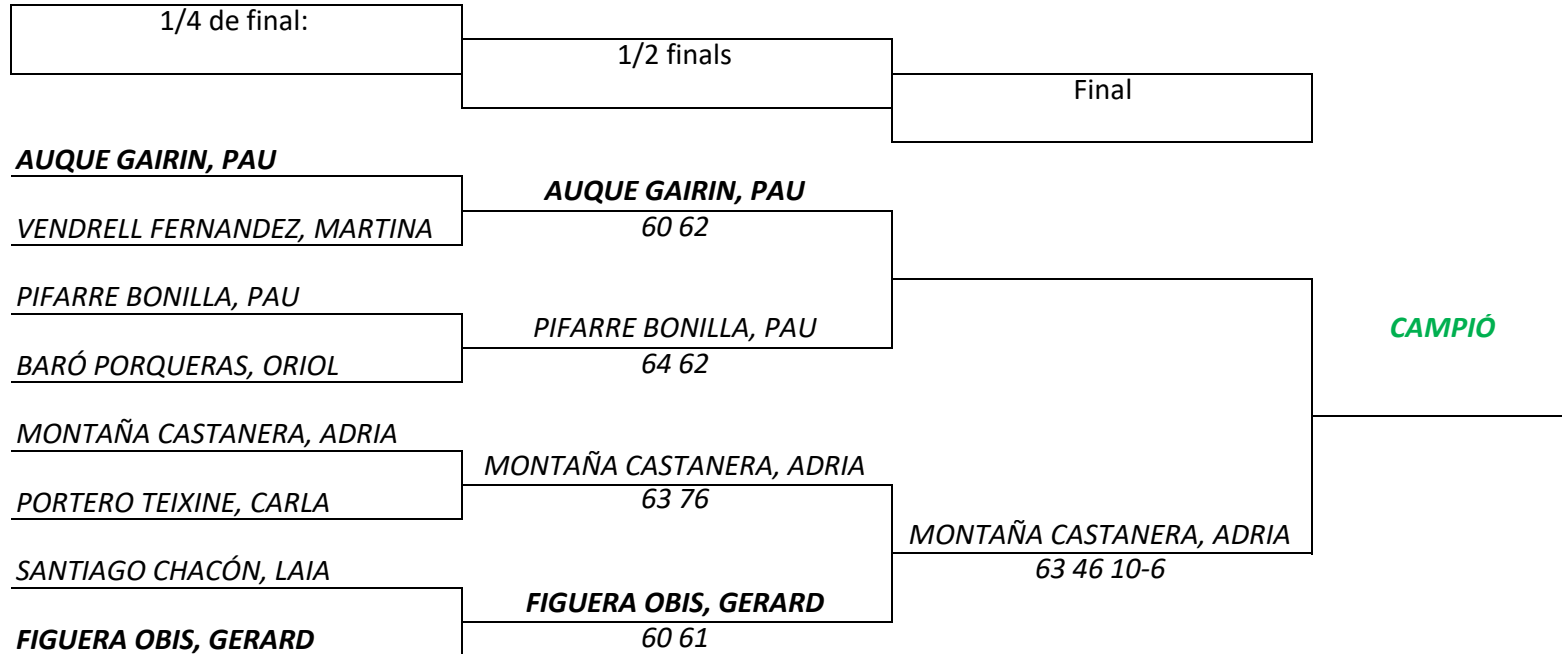 1/4 de final:
1/2 finals
Final
AUQUE GAIRIN, PAU
AUQUE GAIRIN, PAU
VENDRELL FERNANDEZ, MARTINA
60 62
PIFARRE BONILLA, PAU
PIFARRE BONILLA, PAU
CAMPIÓ
BARÓ PORQUERAS, ORIOL
64 62
MONTAÑA CASTANERA, ADRIA
MONTAÑA CASTANERA, ADRIA
PORTERO TEIXINE, CARLA
63 76
MONTAÑA CASTANERA, ADRIA
SANTIAGO CHACÓN, LAIA
63 46 10-6
FIGUERA OBIS, GERARD
FIGUERA OBIS, GERARD
60 61